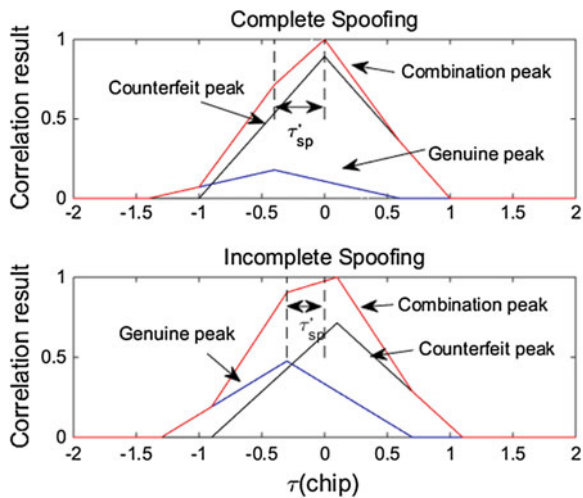 Complete Spoofing
Correlation result
1
0.5
0
Counterfeit peak
Combination peak
τ'sp
Genuine peak
-2 -1.5 -1 -0.5 0 0.5 1 1.5 2
Incomplete Spoofing
Correlation result
1
0.5
0
Genuine peak
τ'sp
Combination peak
Counterfeit peak
-2 -1.5 -1 -0.5 0 0.5 1 1.5 2
τ(chip)